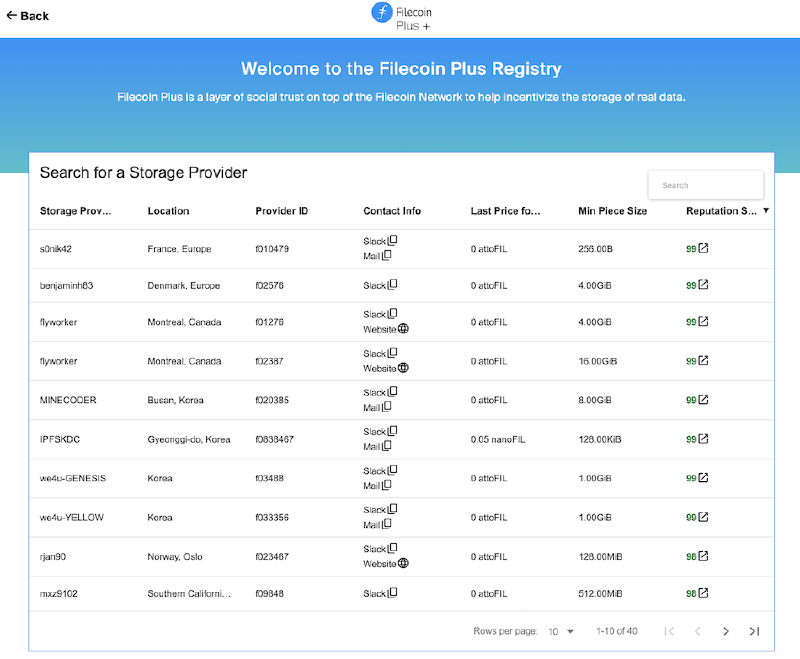 Back
Filecoin
Plus +
Welcome to the Filecoin Plus Registry
Filecoin Plus is a layer of social trust on top of the Filecoin Network to help incentivize the storage of real data.
Search for a Storage Provider
Search
Storage Prov... Location Provider ID Contact Info Last Price fo... Min Piece Size Reputation S...
s0nik42 France, Europe f010479 Slack Mail 0 attoFIL 256.00B 99
benjaminh83 Denmark, Europe f02576 Slack 0 attoFIL 4.00GiB 99
flyworker Montreal, Canada f01276 Slack Website 0 attoFIL 4.00GiB 99
flyworker Montreal, Canada f02387 Slack Website 0 attoFIL 16.00GiB 99
MINECODER Busan, Korea f020385 Slack Mail 0 attoFIL 8.00GiB 99
IPFSKDC Gyeonggi-do, Korea f0838467 Slack Mail 0.05 nanoFIL 128.00KiB 99
we4u-GENESIS Korea f03488 Slack Mail 0 attoFIL 1.00GiB 99
we4u-YELLOW Korea f033356 Slack Mail 0 attoFIL 1.00GiB 99
rjan90 Norway, Oslo f023467 Slack Website 0 attoFIL 128.00MiB 98
mxz9102 Southern Californi... f09848 Slack 0 attoFIL 512.00MiB 98
Rows per page: 10 1-10 of 40